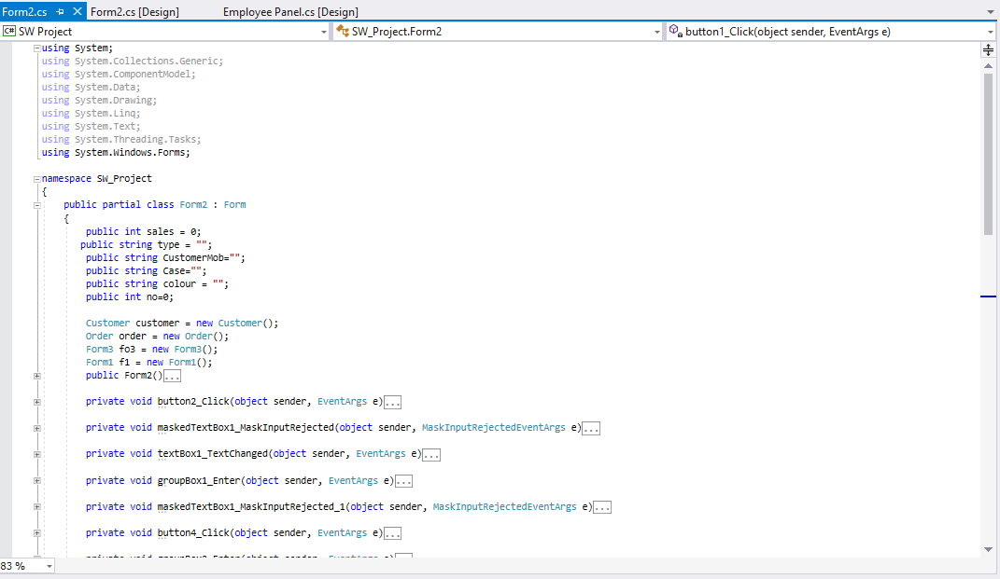 Form2.cs Form2.cs [Design] Employee Panel.cs [Design]
C# SW Project SW_Project.Form2 button1_Click(object sender, EventArgs e)
using System;
using System.Collections.Generic;
using System.ComponentModel;
using System.Data;
using System.Drawing;
using System.Linq;
using System.Text;
using System.Threading.Tasks;
using System.Windows.Forms;
namespace SW_Project
{
public partial class Form2 : Form
{
public int sales = 0;
public string type = "";
public string CustomerMob="";
public string Case="";
public string colour = "";
public int no=0;
Customer customer = new Customer();
Order order = new Order();
Form3 fo3 = new Form3();
Form1 f1 = new Form1();
public Form2()...
private void button2_Click(object sender, EventArgs e)...
private void maskedTextBox1_MaskInputRejected(object sender, MaskInputRejectedEventArgs e)...
private void textBox1_TextChanged(object sender, EventArgs e)...
private void groupBox1_Enter(object sender, EventArgs e)...
private void maskedTextBox1_MaskInputRejected_1(object sender, MaskInputRejectedEventArgs e)...
private void button4_Click(object sender, EventArgs e)...
83 %